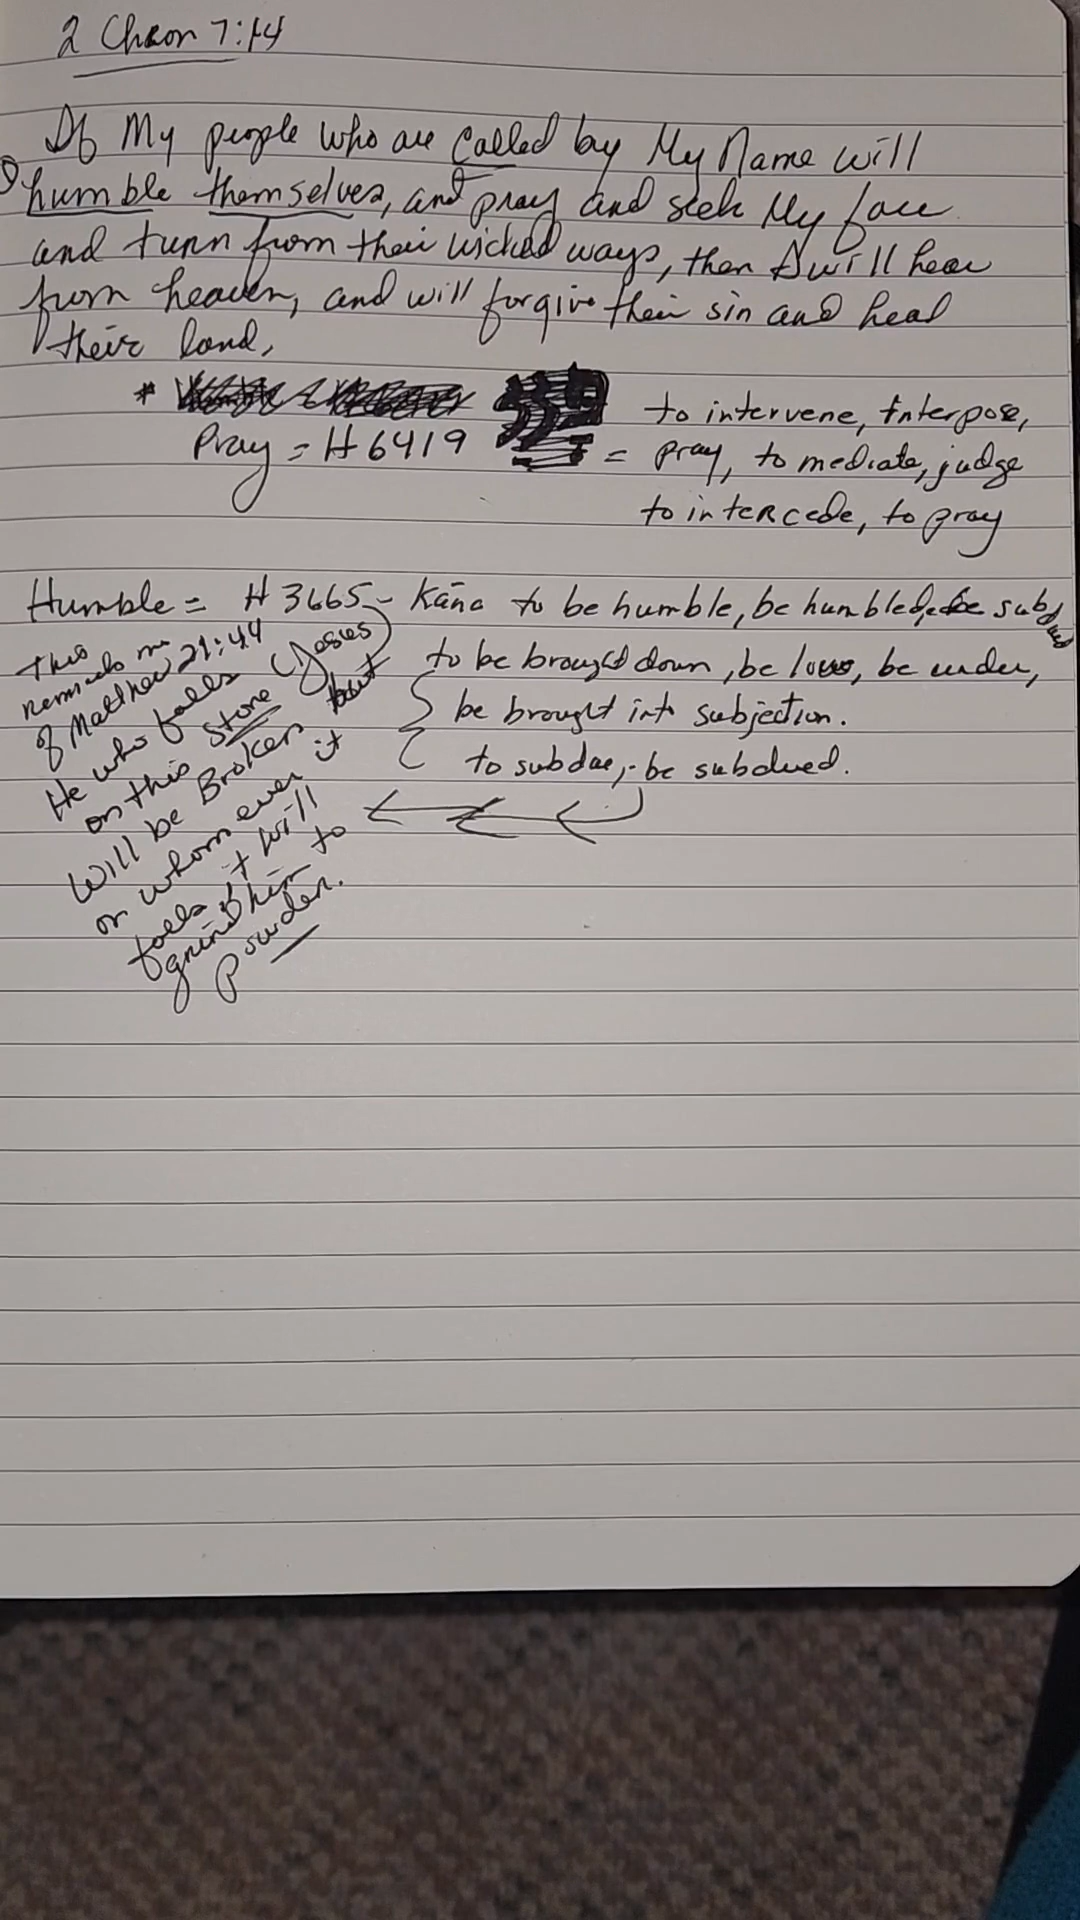 2 Chron 7:14
If My people who are called by My Name will
humble themselves, and pray and seek My face
and turn from their wicked ways, then I will hear
from heaven, and will forgive their sin and heal
their land,
*
to intervene, interpose,
Pray = H6419 = pray, to mediate, judge
to intercede, to pray
Humble = H3665 - Kāna to be humble, be humbled, be subdued
to be brought down, be low, be under,
be brought into subjection.
to subdue, be subdued.
This
reminds me
of Matthew 21:44
He who falls
on this Stone (Jesus)
will be Broken but
on whom ever it
falls it will
grind him to
powder.